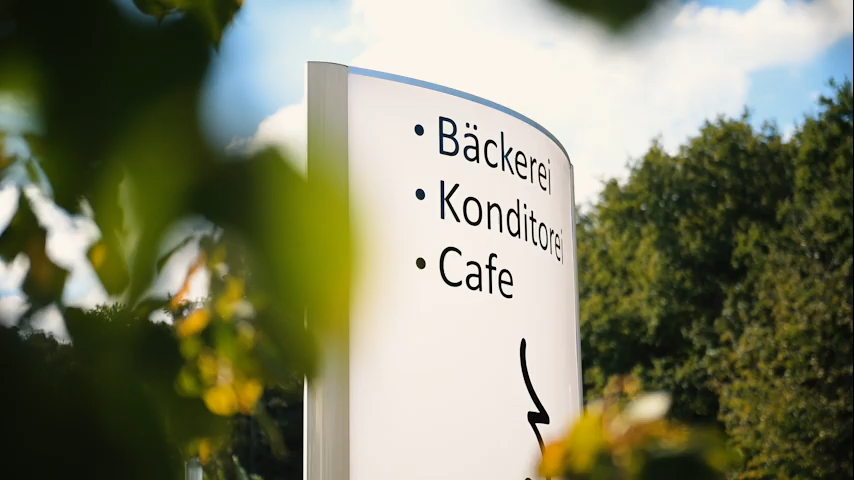 • Bäckerei
• Konditorei
• Cafe